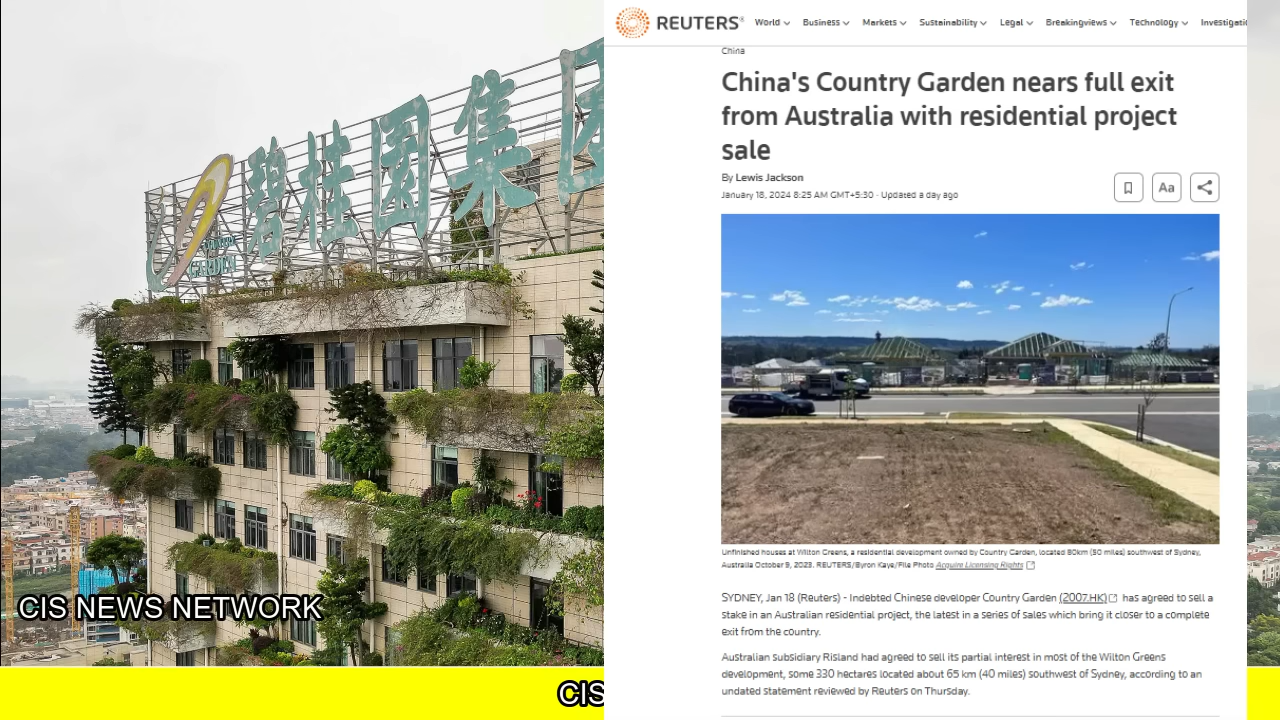 碧桂園集团
GARDEN
CIS NEWS NETWORK
CIS
REUTERS®
World Business Markets Sustainability Legal Breakingviews Technology
China
China's Country Garden nears full exit
from Australia with residential project
sale
By Lewis Jackson
January 18, 2024 8:25 AM GMT+5:30 · Updated a day ago
Aa
Unfinished houses at Wilton Greens, a residential development owned by Country Garden, located 80km (50 miles) southwest of Sydney,
Australia October 9, 2023. REUTERS/Byron Kaye/File Photo Acquire Licensing Rights
SYDNEY, Jan 18 (Reuters) - Indebted Chinese developer Country Garden (2007.HK) has agreed to sell a
stake in an Australian residential project, the latest in a series of sales which bring it closer to a complete
exit from the country.
Australian subsidiary Risland had agreed to sell its partial interest in most of the Wilton Greens
development, some 330 hectares located about 65 km (40 miles) southwest of Sydney, according to an
undated statement reviewed by Reuters on Thursday.